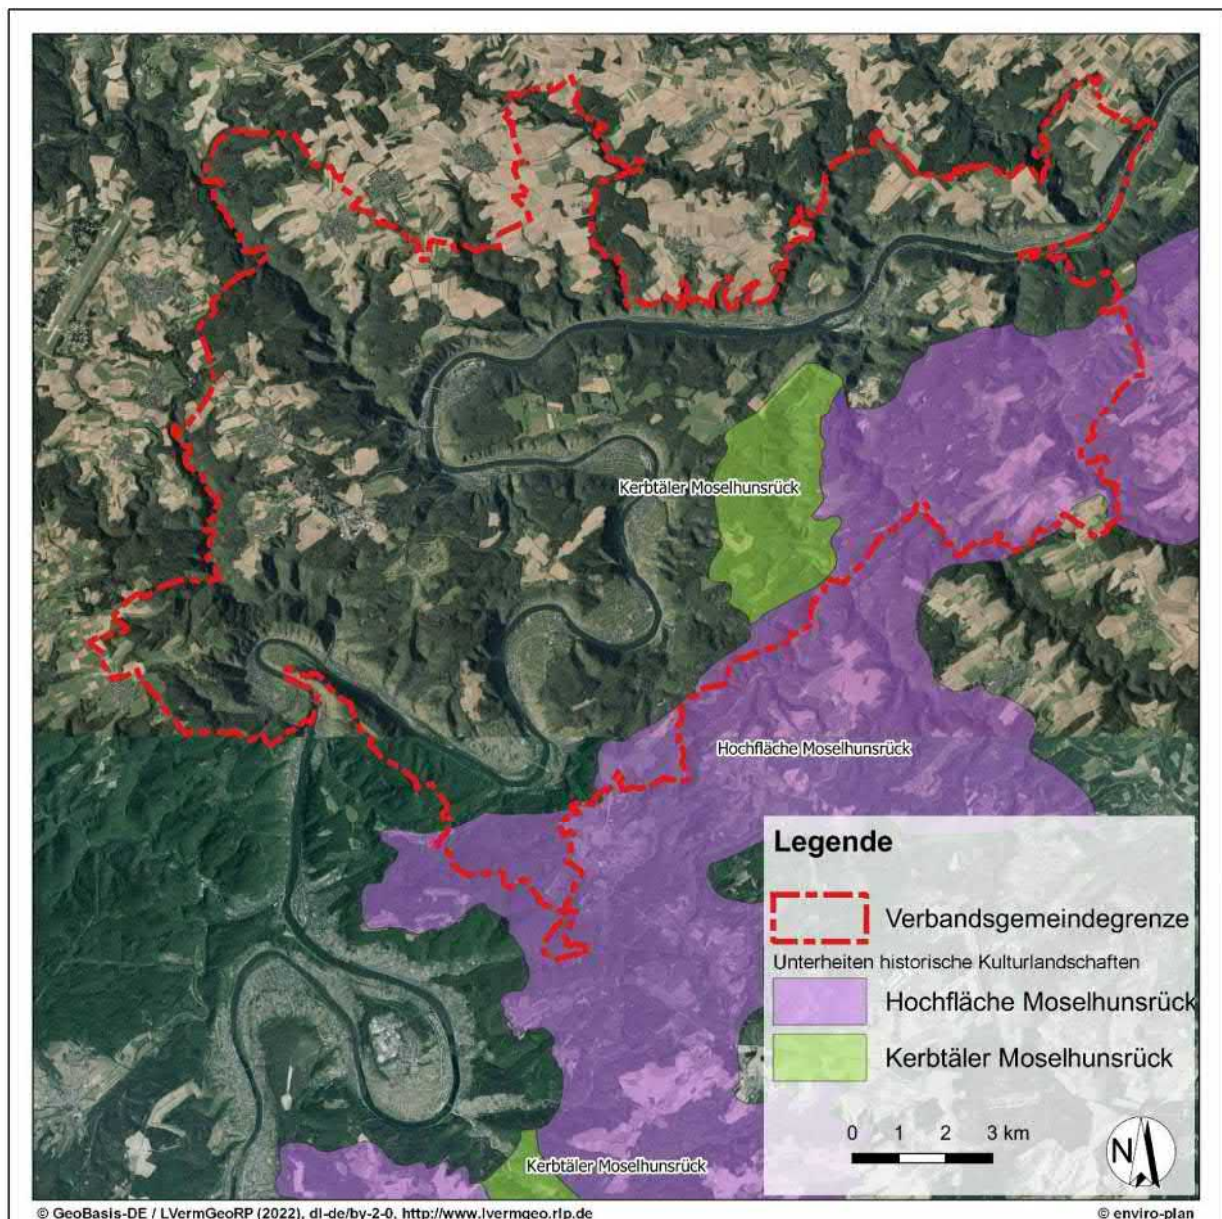 Kerbtäler Moselhunsrück
Hochfläche Moselhunsrück
Legende
Verbandsgemeindegrenze
Unterheiten historische Kulturlandschaften
Hochfläche Moselhunsrück
Kerbtäler Moselhunsrück
0 1 2 3 km
N
Kerbtäler Moselhunsrück
© GeoBasis-DE / LVermGeoRP (2022), dl-de/by-2-0, http://www.lvermgeo.rlp.de
© enviro-plan